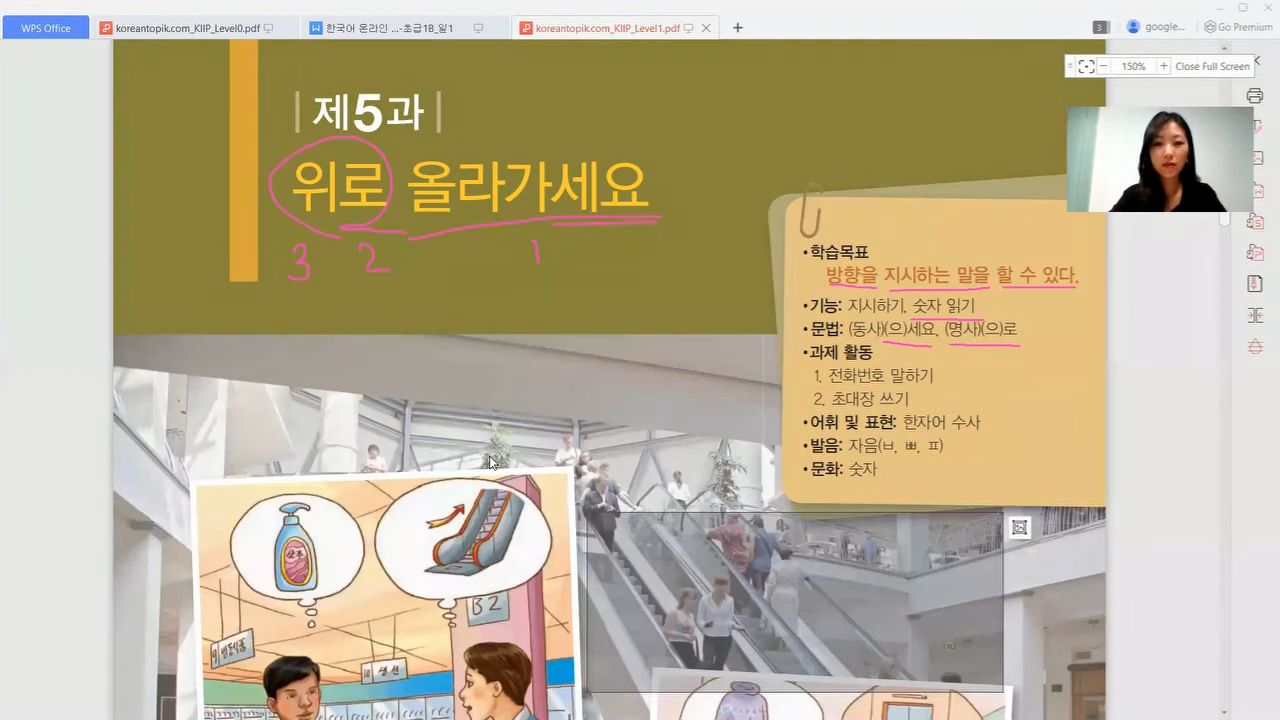 WPS Office
koreantopik.com_KIIP_Level0.pdf
한국어 온라인 ...-초급1B_일1
koreantopik.com_KIIP_Level1.pdf
3
google...
Go Premium
150%
Close Full Screen
제5과
위로 올라가세요
3 2 1
•학습목표
방향을 지시하는 말을 할 수 있다.
•기능: 지시하기, 숫자 읽기
•문법: (동사)(으)세요, (명사)(으)로
•과제 활동
1. 전화번호 말하기
2. 초대장 쓰기
•어휘 및 표현: 한자어 수사
•발음: 자음(ㅂ, ㅃ, ㅍ)
•문화: 숫자
샴푸
B2
냉동식품
생선